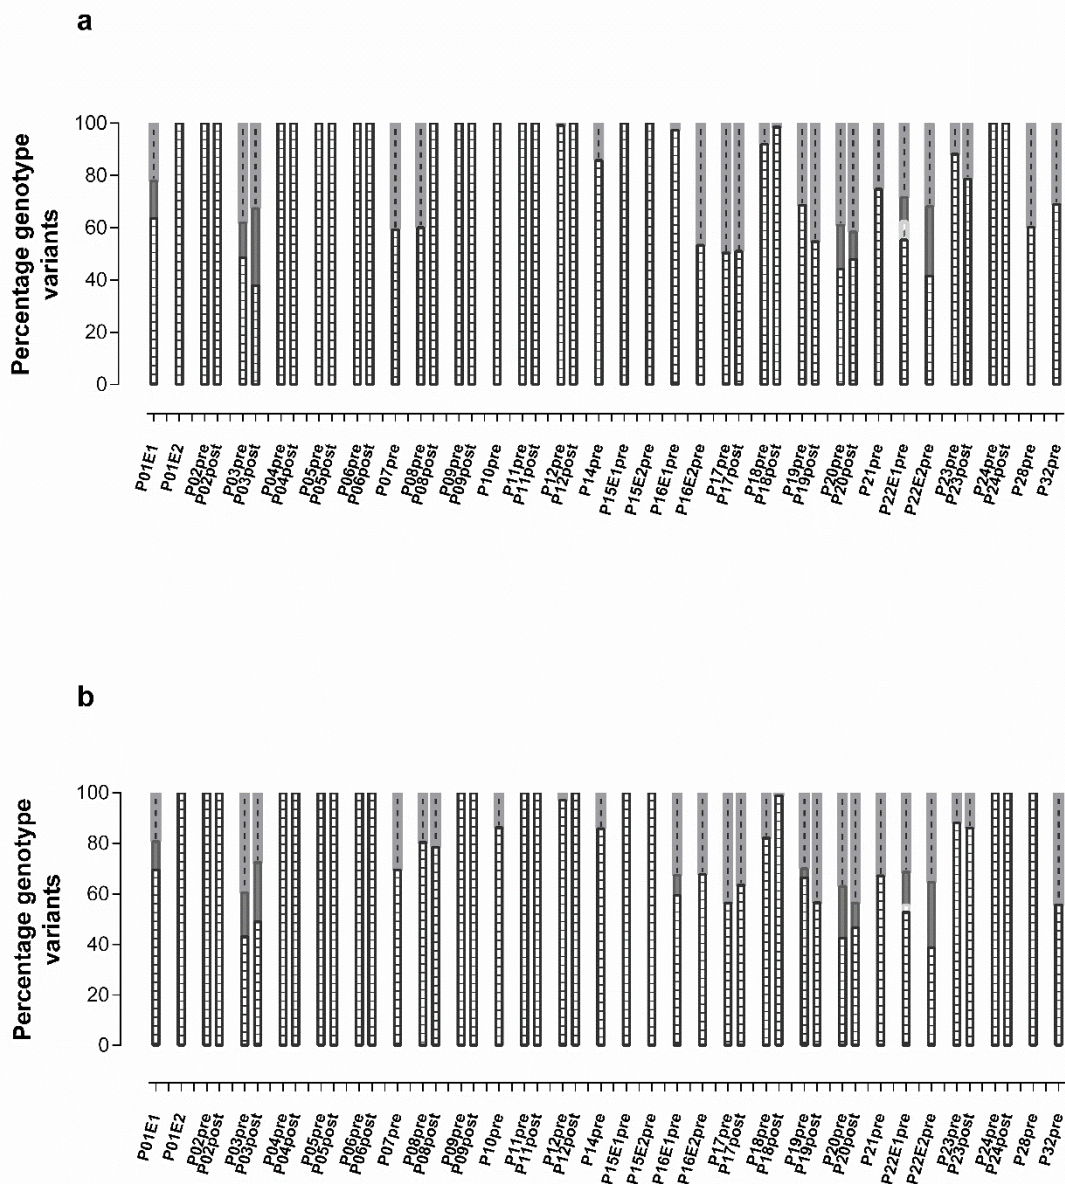 a
Percentage genotype
variants
100
80
60
40
20
0
P01E1
P01E2
P02pre
P02post
P03pre
P03post
P04pre
P04post
P05pre
P05post
P06pre
P06post
P07pre
P08pre
P08post
P09pre
P09post
P10pre
P11pre
P11post
P12pre
P12post
P14pre
P15E1pre
P15E2pre
P16E1pre
P16E2pre
P17pre
P17post
P18pre
P18post
P19pre
P19post
P20pre
P20post
P21pre
P22E1pre
P22E2pre
P23pre
P23post
P24pre
P24post
P28pre
P32pre
b
Percentage genotype
variants
100
80
60
40
20
0
P01E1
P01E2
P02pre
P02post
P03pre
P03post
P04pre
P04post
P05pre
P05post
P06pre
P06post
P07pre
P08pre
P08post
P09pre
P09post
P10pre
P11pre
P11post
P12pre
P12post
P14pre
P15E1pre
P15E2pre
P16E1pre
P16E2pre
P17pre
P17post
P18pre
P18post
P19pre
P19post
P20pre
P20post
P21pre
P22E1pre
P22E2pre
P23pre
P23post
P24pre
P24post
P28pre
P32pre